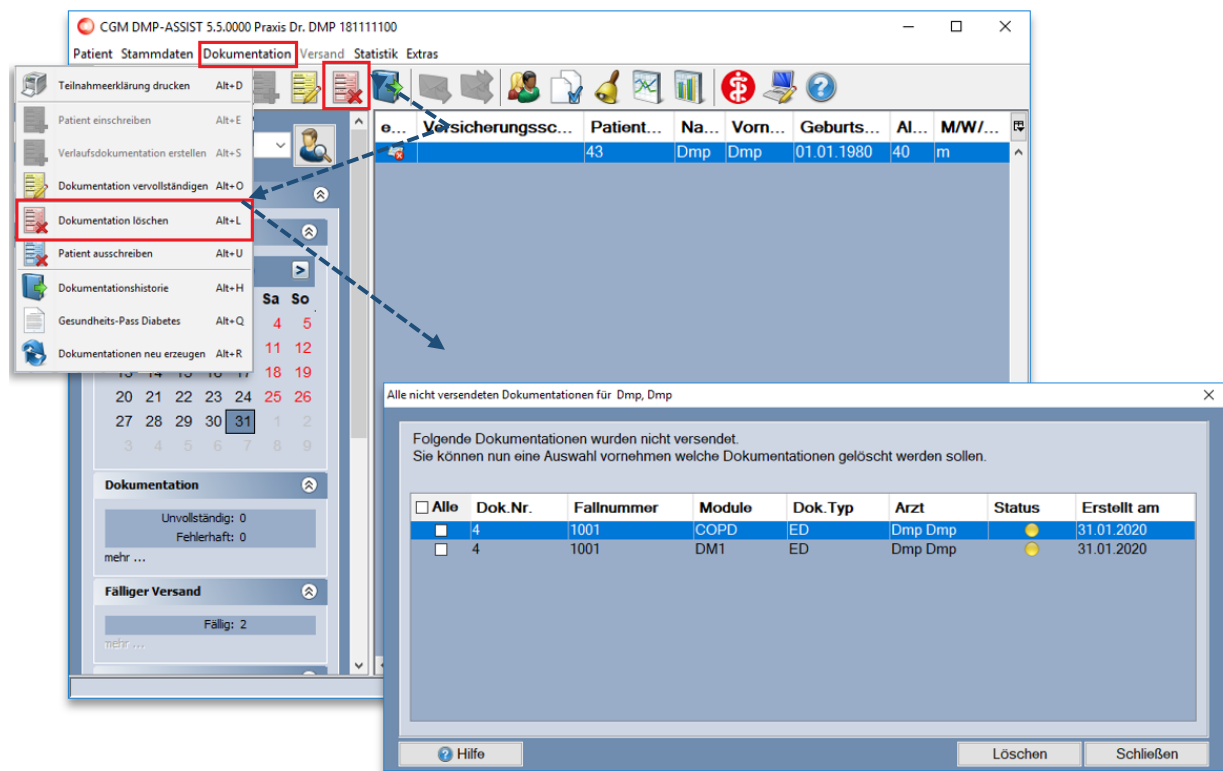 CGM DMP-ASSIST 5.5.0000 Praxis Dr. DMP 181111100
Patient Stammdaten Dokumentation Versand Statistik Extras
Teilnahmeerklärung drucken Alt+D
Patient einschreiben Alt+E
Verlaufsdokumentation erstellen Alt+S
Dokumentation vervollständigen Alt+O
Dokumentation löschen Alt+L
Patient ausschreiben Alt+U
Dokumentationshistorie Alt+H
Gesundheits-Pass Diabetes Alt+Q
Dokumentationen neu erzeugen Alt+R
e... Versicherungssc... Patient... Na... Vorn... Geburts... Al... M/W/...
43 Dmp Dmp 01.01.1980 40 m
Sa So
4 5
11 12
13 14 15 16 17 18 19
20 21 22 23 24 25 26
27 28 29 30 31 1 2
3 4 5 6 7 8 9
Dokumentation
Unvollständig: 0
Fehlerhaft: 0
mehr ...
Fälliger Versand
Fällig: 2
mehr ...
Alle nicht versendeten Dokumentationen für Dmp, Dmp
Folgende Dokumentationen wurden nicht versendet.
Sie können nun eine Auswahl vornehmen welche Dokumentationen gelöscht werden sollen.
Alle Dok.Nr. Fallnummer Module Dok.Typ Arzt Status Erstellt am
4 1001 COPD ED Dmp Dmp 31.01.2020
4 1001 DM1 ED Dmp Dmp 31.01.2020
Hilfe Löschen Schließen